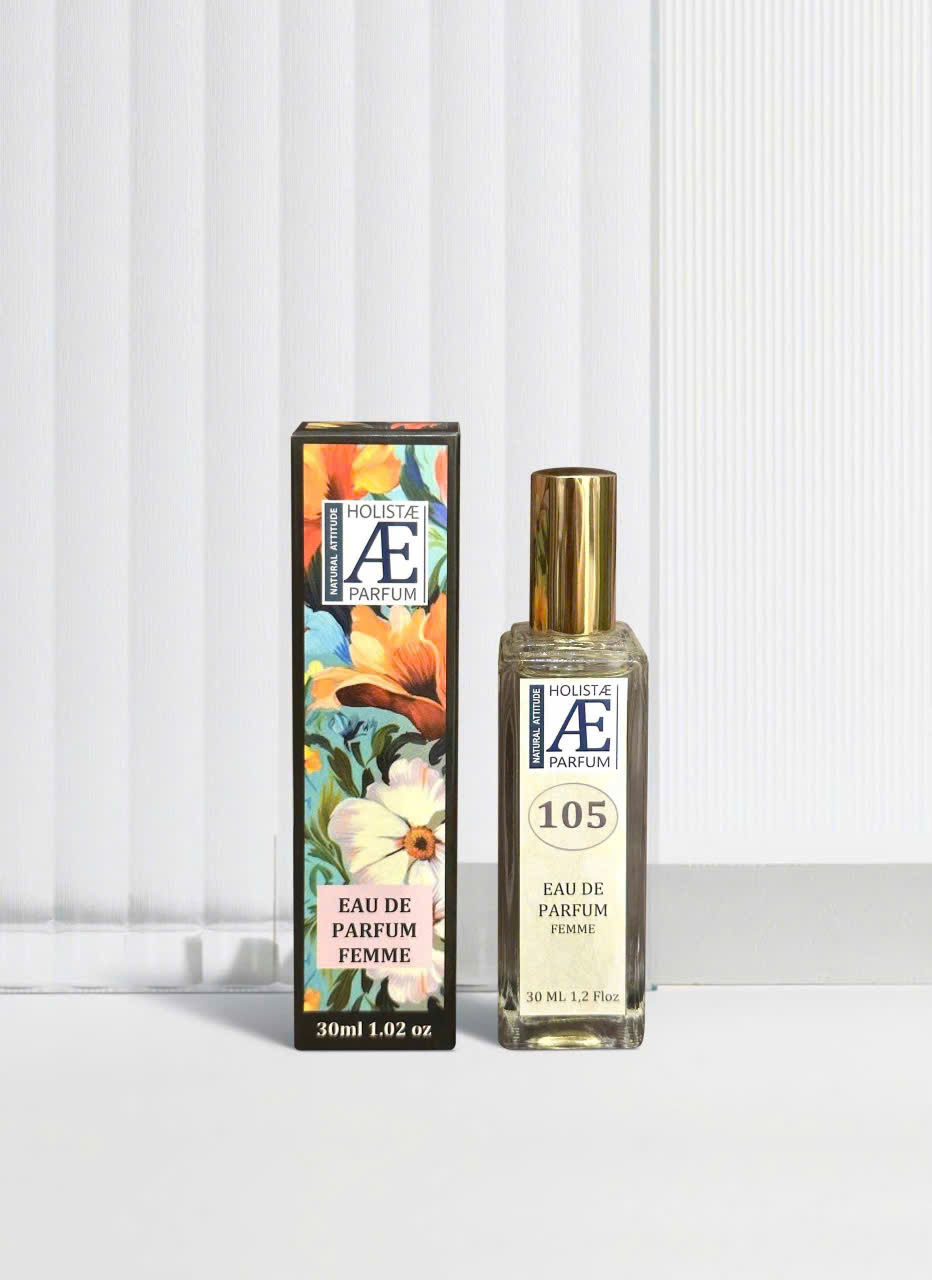 NATURAL ATTITUDE
HOLISTÆ
Æ
PARFUM
EAU DE
PARFUM
FEMME
30ml 1.02 oz
NATURAL ATTITUDE
HOLISTÆ
Æ
PARFUM
105
EAU DE
PARFUM
FEMME
30 ML 1,2 Floz